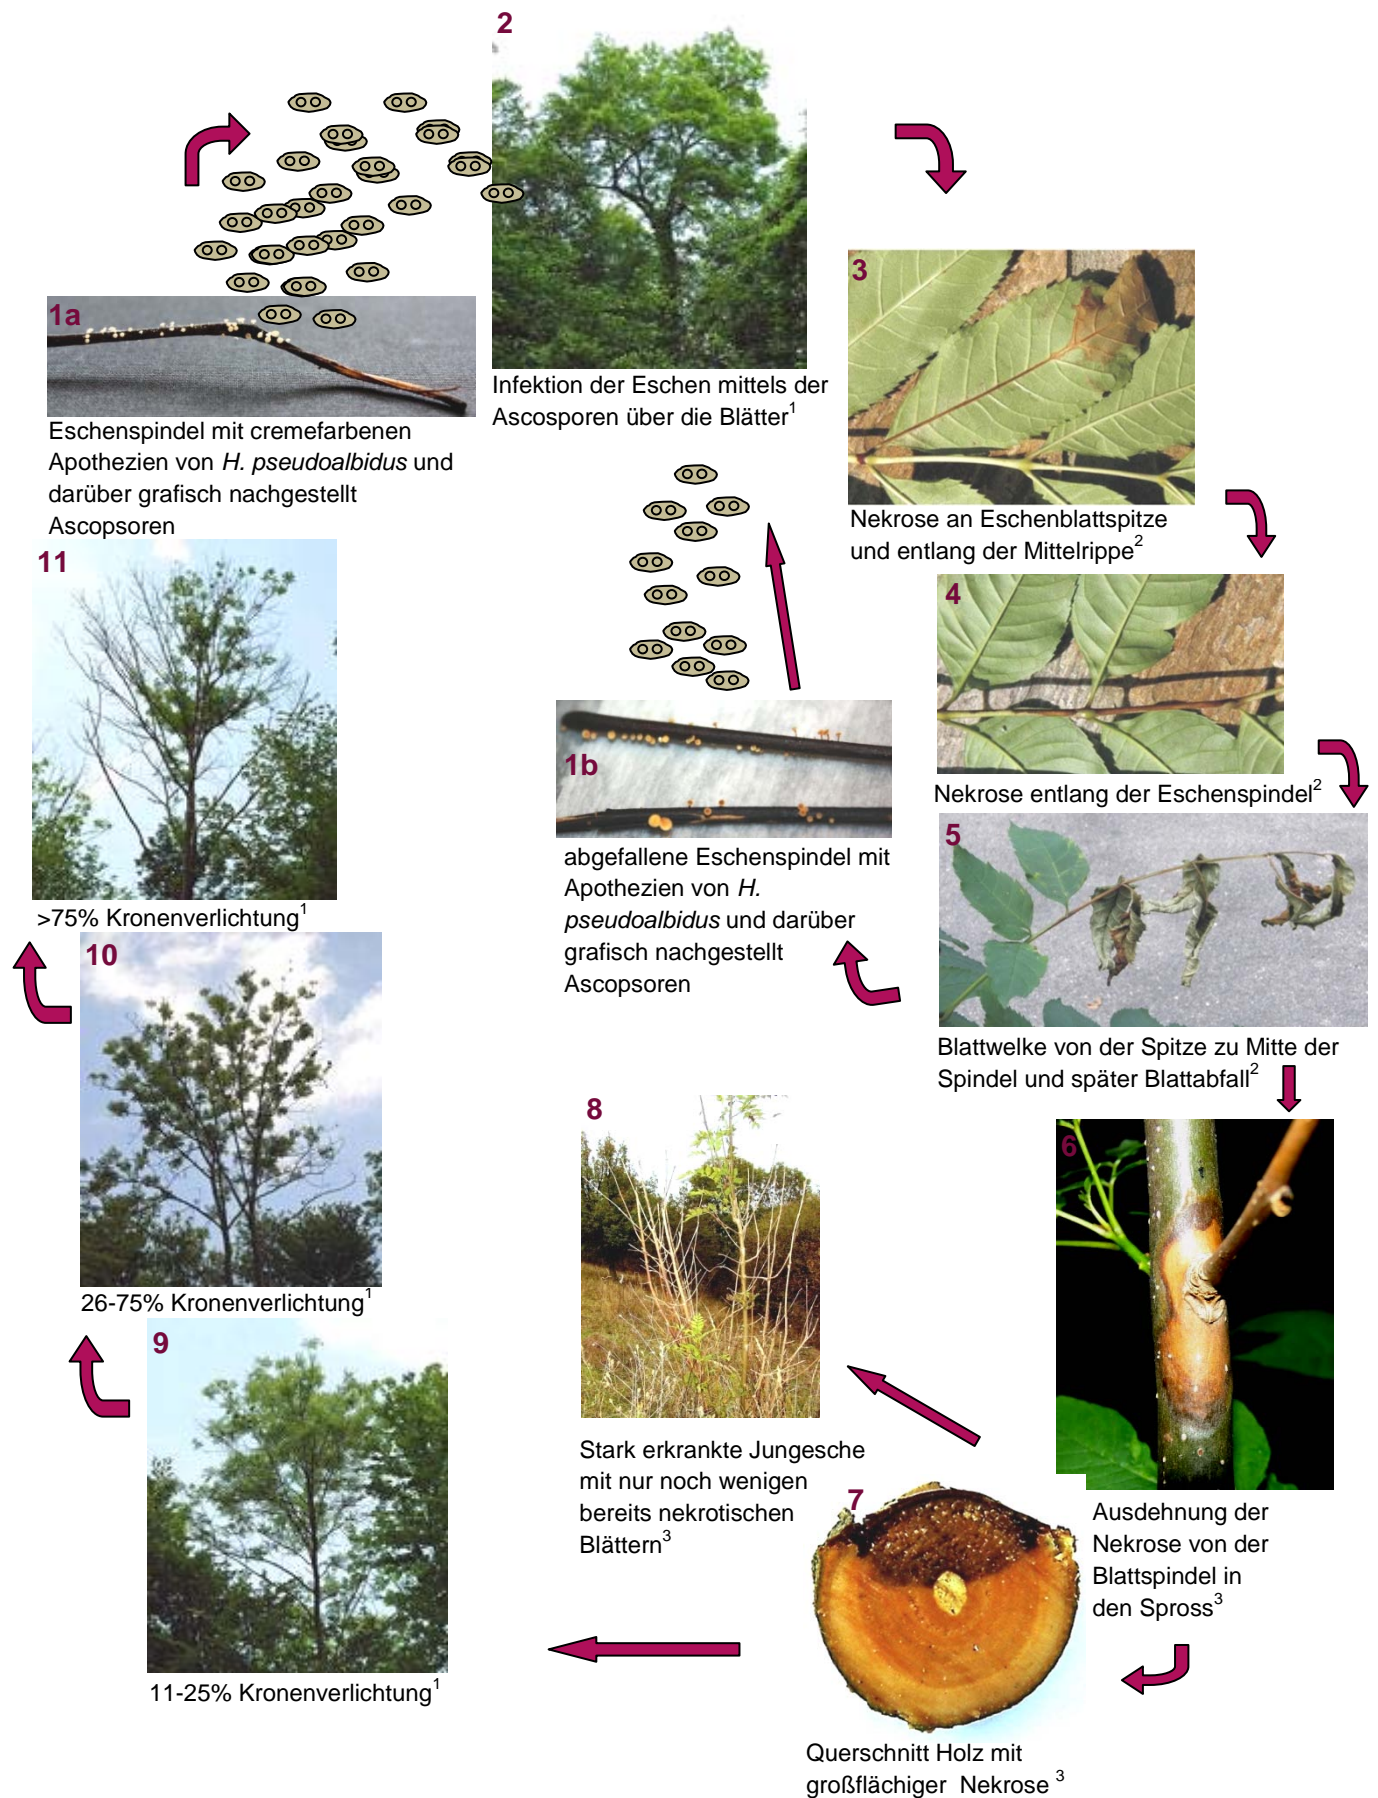 2
1a
Eschenspindel mit cremefarbenen
Apothezien von H. pseudoalbidus und
darüber grafisch nachgestellt
Ascopsoren
Infektion der Eschen mittels der
Ascosporen über die Blätter1
3
Nekrose an Eschenblattspitze
und entlang der Mittelrippe2
4
Nekrose entlang der Eschenspindel2
5
Blattwelke von der Spitze zu Mitte der
Spindel und später Blattabfall2
1b
abgefallene Eschenspindel mit
Apothezien von H.
pseudoalbidus und darüber
grafisch nachgestellt
Ascopsoren
6
Ausdehnung der
Nekrose von der
Blattspindel in
den Spross3
7
Querschnitt Holz mit
großflächiger Nekrose 3
8
Stark erkrankte Jungesche
mit nur noch wenigen
bereits nekrotischen
Blättern3
9
11-25% Kronenverlichtung1
10
26-75% Kronenverlichtung1
11
>75% Kronenverlichtung1